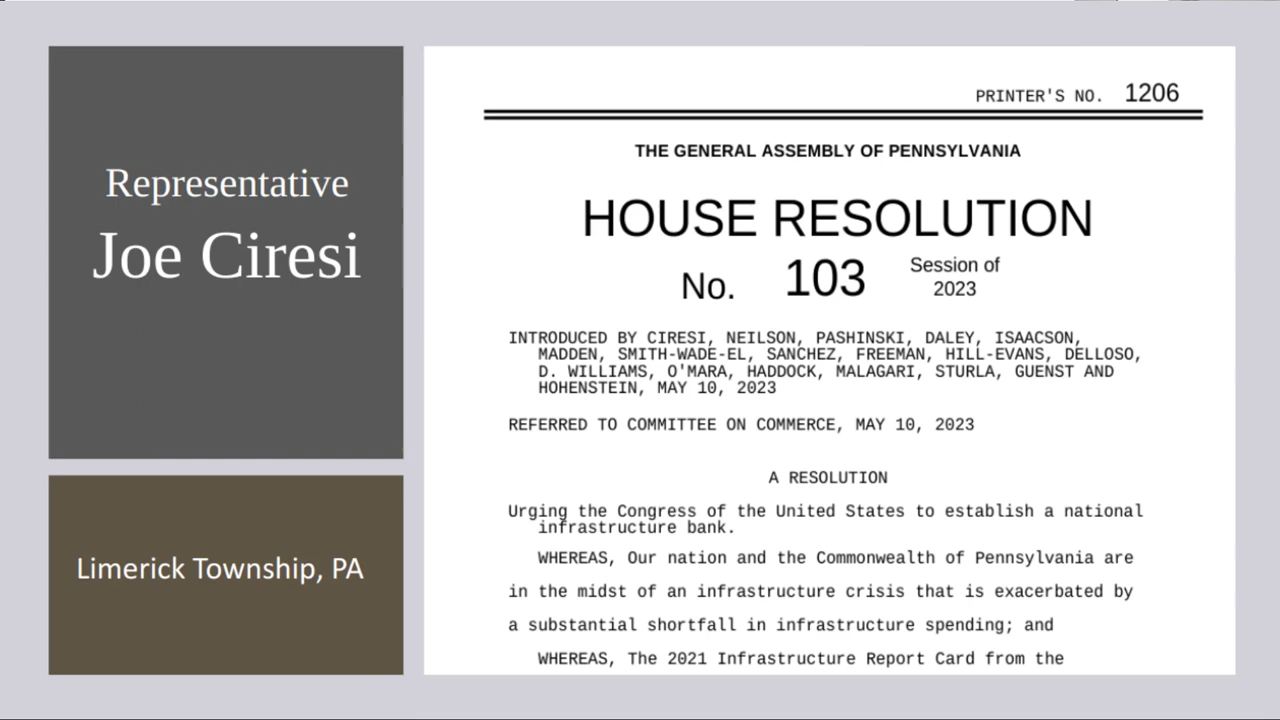 Representative
Joe Ciresi
Limerick Township, PA
PRINTER'S NO. 1206
THE GENERAL ASSEMBLY OF PENNSYLVANIA
HOUSE RESOLUTION
No. 103 Session of
2023
INTRODUCED BY CIRESI, NEILSON, PASHINSKI, DALEY, ISAACSON,
MADDEN, SMITH-WADE-EL, SANCHEZ, FREEMAN, HILL-EVANS, DELLOSO,
D. WILLIAMS, O'MARA, HADDOCK, MALAGARI, STURLA, GUENST AND
HOHENSTEIN, MAY 10, 2023
REFERRED TO COMMITTEE ON COMMERCE, MAY 10, 2023
A RESOLUTION
Urging the Congress of the United States to establish a national
infrastructure bank.
WHEREAS, Our nation and the Commonwealth of Pennsylvania are
in the midst of an infrastructure crisis that is exacerbated by
a substantial shortfall in infrastructure spending; and
WHEREAS, The 2021 Infrastructure Report Card from the